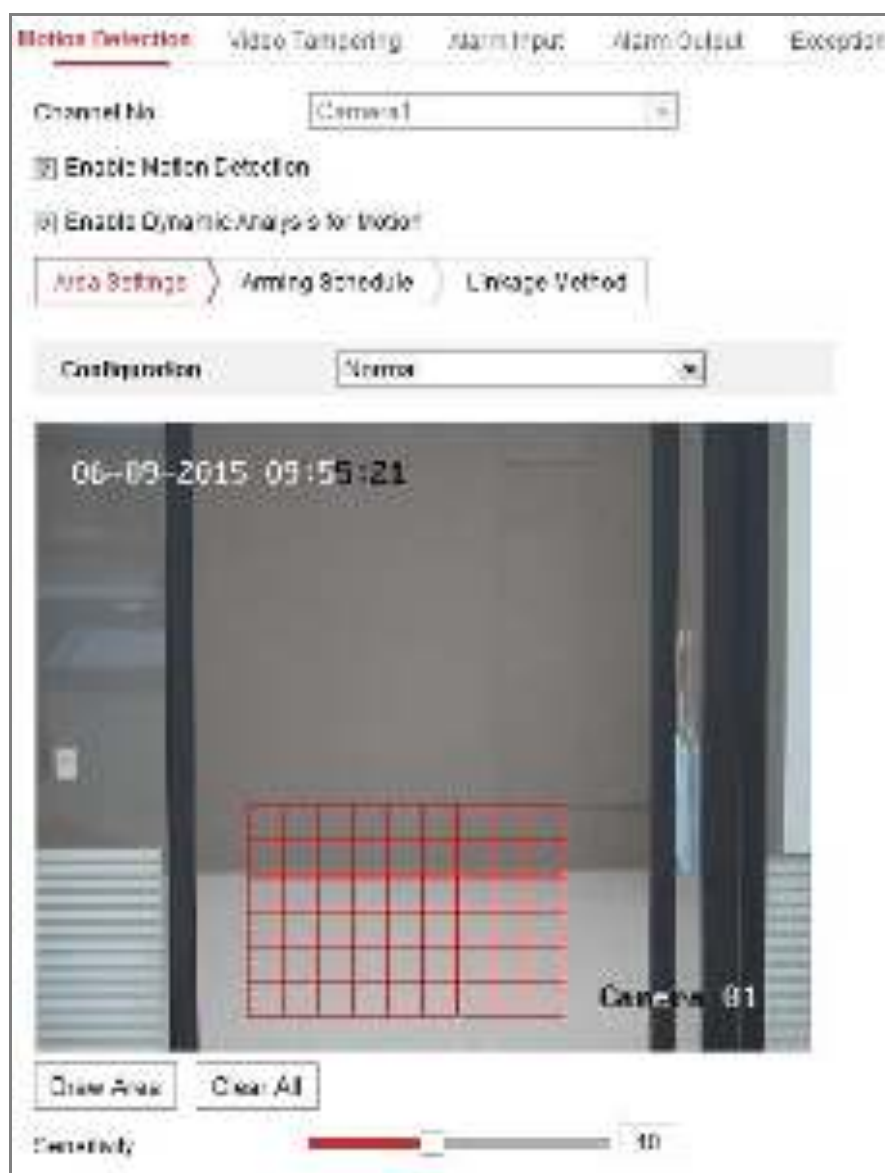 Motion Detection Video Tampering Alarm Input Alarm Output Exception
Channel No.
Camera1
Enable Motion Detection
Enable Dynamic Analysis for Motion
Area Settings Arming Schedule Linkage Method
Configuration Normal
06-09-2015 09:55:21
Camera 01
Draw Area Clear All
Sensitivity 40